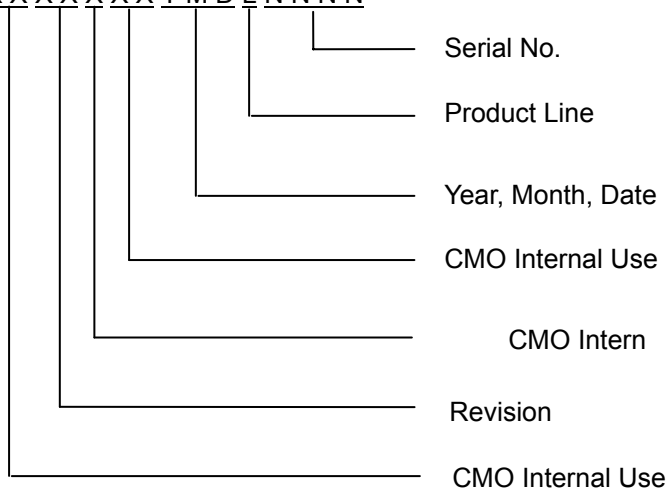 X X X X X X X Y M D L N N N N
Serial No.
Product Line
Year, Month, Date
CMO Internal Use
CMO Intern
Revision
CMO Internal Use